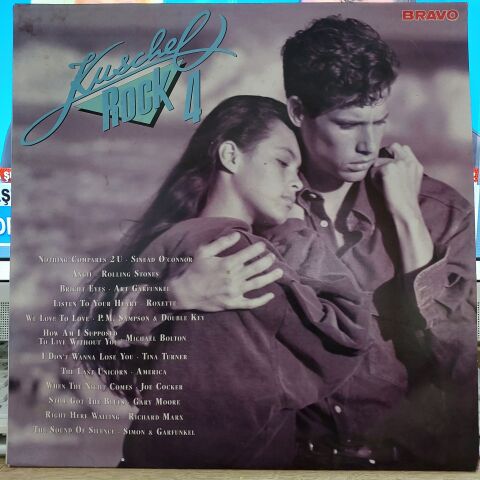 BRAVO
Kuschel
ROCK 4
NOTHING COMPARES 2 U · SINEAD O'CONNOR
ANGIE · ROLLING STONES
BRIGHT EYES · ART GARFUNKEL
LISTEN TO YOUR HEART · ROXETTE
WE LOVE TO LOVE · P.M. SAMPSON & DOUBLE KEY
HOW AM I SUPPOSED
TO LIVE WITHOUT YOU · MICHAEL BOLTON
I DON'T WANNA LOSE YOU · TINA TURNER
THE LAST UNICORN · AMERICA
WHEN THE NIGHT COMES · JOE COCKER
STILL GOT THE BLUES · GARY MOORE
RIGHT HERE WAITING · RICHARD MARX
THE SOUND OF SILENCE · SIMON & GARFUNKEL